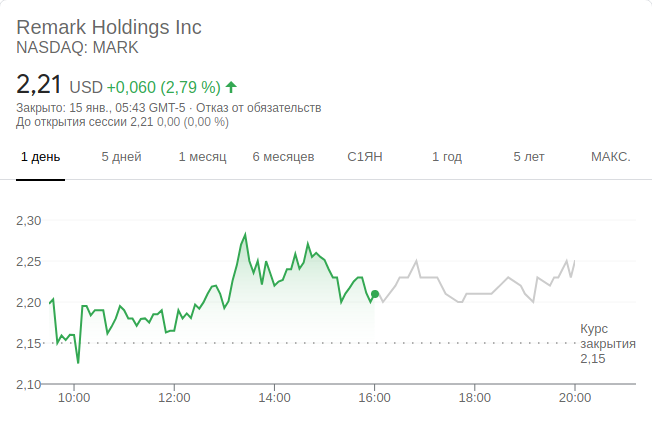 Remark Holdings Inc
NASDAQ: MARK
2,21 USD +0,060 (2,79 %)
Закрыто: 15 янв., 05:43 GMT-5 · Отказ от обязательств
До открытия сессии 2,21 0,00 (0,00 %)
1 день 5 дней 1 месяц 6 месяцев С1ЯН 1 год 5 лет МАКС.
2,30
2,25
2,20
2,15
2,10
Курс
закрытия
2,15
10:00 12:00 14:00 16:00 18:00 20:00